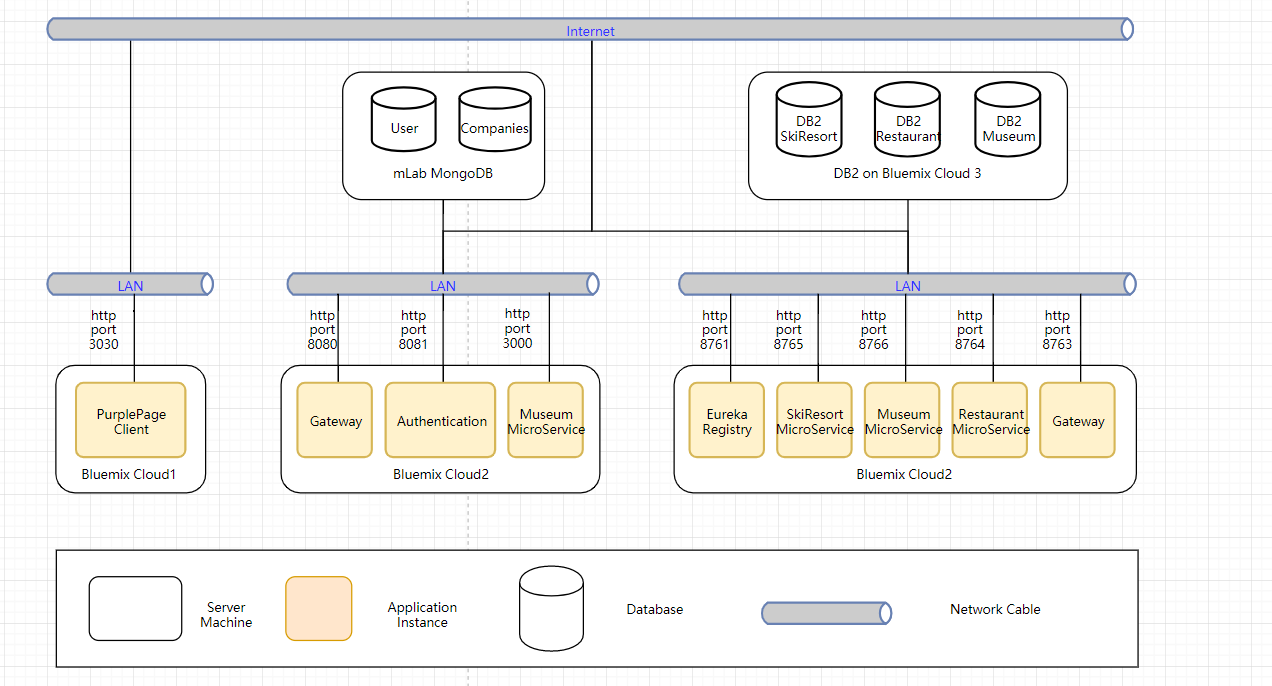 Internet
User
Companies
mLab MongoDB
DB2
SkiResort
DB2
Restaurant
DB2
Museum
DB2 on Bluemix Cloud 3
LAN
LAN
LAN
http
port
3030
http
port
8080
http
port
8081
http
port
3000
http
port
8761
http
port
8765
http
port
8766
http
port
8764
http
port
8763
PurplePage
Client
Bluemix Cloud1
Gateway
Authentication
Museum
MicroService
Bluemix Cloud2
Eureka
Registry
SkiResort
MicroService
Museum
MicroService
Restaurant
MicroService
Gateway
Bluemix Cloud2
Server
Machine
Application
Instance
Database
Network Cable